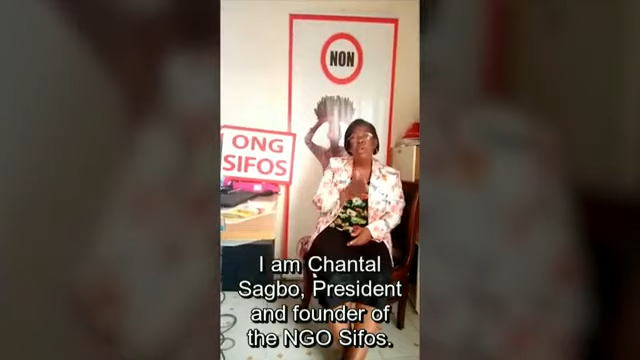 NON
ONG
SIFOS
I am Chantal
Sagbo, President
and founder of
the NGO Sifos.